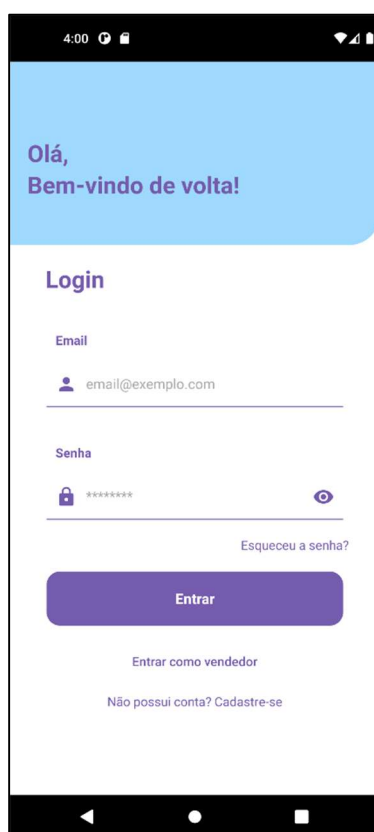 4:00
Olá,
Bem-vindo de volta!
Login
Email
email@exemplo.com
Senha
********
Esqueceu a senha?
Entrar
Entrar como vendedor
Não possui conta? Cadastre-se